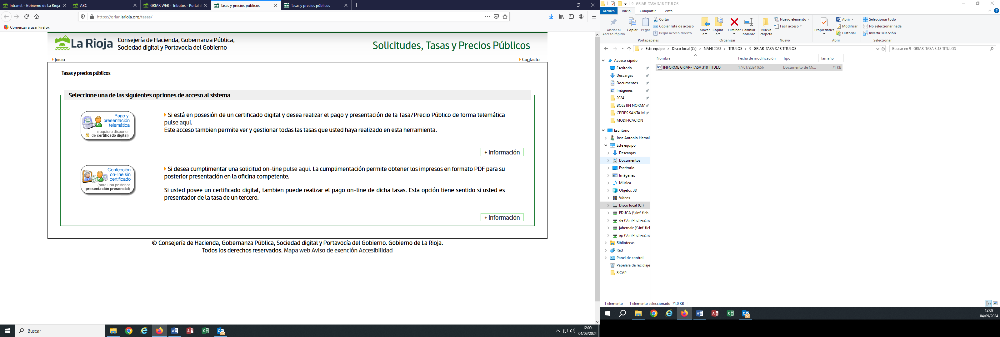 Intranet - Gobierno de La Rioja
ABC
GRIAR WEB - Tributos - Portal d
Tasas y precios públicos
Tasas y precios públicos
https://griar.larioja.org/tasas/
Comenzar a usar Firefox
La Rioja
Consejería de Hacienda, Gobernanza Pública,
Sociedad digital y Portavocía del Gobierno
Solicitudes, Tasas y Precios Públicos
Inicio
Contacto
Tasas y precios públicos
Seleccione una de las siguientes opciones de acceso al sistema
Pago y
presentación
telemática
(requiere disponer
de certificado digital)
Si está en posesión de un certificado digital y desea realizar el pago y presentación de la Tasa/Precio Público de forma telemática
pulse aqui.
Este acceso tambien permite ver y gestionar todas las tasas que usted haya realizado en esta herramienta.
+ Información
Confección
on-line sin
certificado
(para una posterior
presentación presencial)
Si desea cumplimentar una solicitud on-line pulse aqui. La cumplimentación permite obtener los impresos en formato PDF para su
posterior presentación en la oficina competente.
Si usted posee un certificado digital, tambien puede realizar el pago on-line de dicha tasas. Esta opción tiene sentido si usted es
presentador de la tasa de un tercero.
+ Información
© Consejería de Hacienda, Gobernanza Pública, Sociedad digital y Portavocía del Gobierno. Gobierno de La Rioja.
Todos los derechos reservados. Mapa web Aviso de exención Accesibilidad
Buscar
12:09
04/09/2024
9- GRIAR-TASA 3.18 TITULOS
Archivo
Inicio
Compartir
Vista
Anclar al
Acceso rápido
Copiar
Pegar
Cortar
Copiar ruta de acceso
Pegar acceso directo
Portapapeles
Mover
a
Copiar
a
Eliminar
Cambiar
nombre
Organizar
Nueva
carpeta
Nuevo elemento
Fácil acceso
Nuevo
Propiedades
Abrir
Modificar
Historial
Abrir
Seleccionar todo
No seleccionar nada
Invertir selección
Seleccionar
Este equipo > Disco local (C:) > NANI 2023 > TITULOS > 9- GRIAR-TASA 3.18 TITULOS
Buscar en 9- GRIAR-TASA 3.18 TITULOS
Nombre
Fecha de modificación
Tipo
Tamaño
INFORME GRIAR- TASA 318 TITULO
17/01/2024 9:56
Documento de Mi...
71 KB
Acceso rápido
Escritorio
Descargas
Documentos
Imágenes
2024
BOLETIN NORMA
CPEIPS SANTA M
MODIFICACION
Escritorio
Jose Antonio Hernai
Este equipo
Descargas
Documentos
Escritorio
Imágenes
Música
Objetos 3D
Vídeos
Disco local (C:)
EDUCA (\\inf-fich-
de (\\inf-fich-s2.ric
jahernaiz (\\inf-fich
ap (\\inf-fich-s2.ric
Bibliotecas
Red
Panel de control
Papelera de reciclaje
SICAP
1 elemento
1 elemento seleccionado 71,0 KB
12:09
04/09/2024